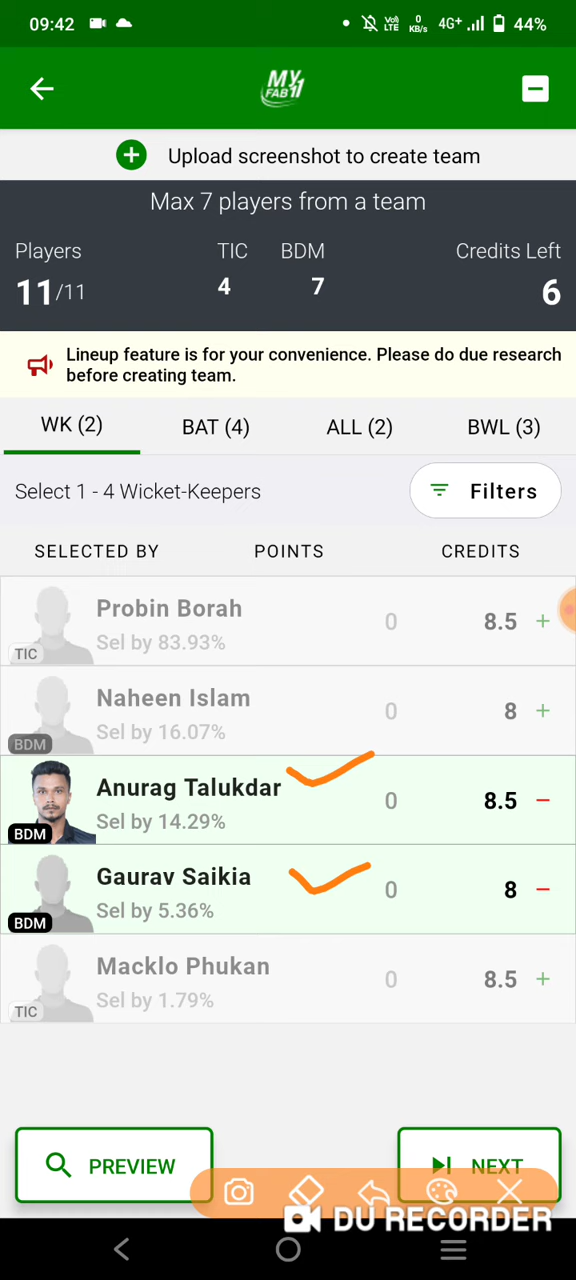 09:42
Vo) LTE 0 KB/s 4G+ 44%
MY FAB11
Upload screenshot to create team
Max 7 players from a team
Players TIC BDM Credits Left
11/11 4 7 6
Lineup feature is for your convenience. Please do due research
before creating team.
WK (2) BAT (4) ALL (2) BWL (3)
Select 1 - 4 Wicket-Keepers Filters
SELECTED BY POINTS CREDITS
Probin Borah 0 8.5 +
Sel by 83.93%
TIC
Naheen Islam 0 8 +
Sel by 16.07%
BDM
Anurag Talukdar 0 8.5 −
Sel by 14.29%
BDM
Gaurav Saikia 0 8 −
Sel by 5.36%
BDM
Macklo Phukan 0 8.5 +
Sel by 1.79%
TIC
PREVIEW NEXT
DU RECORDER